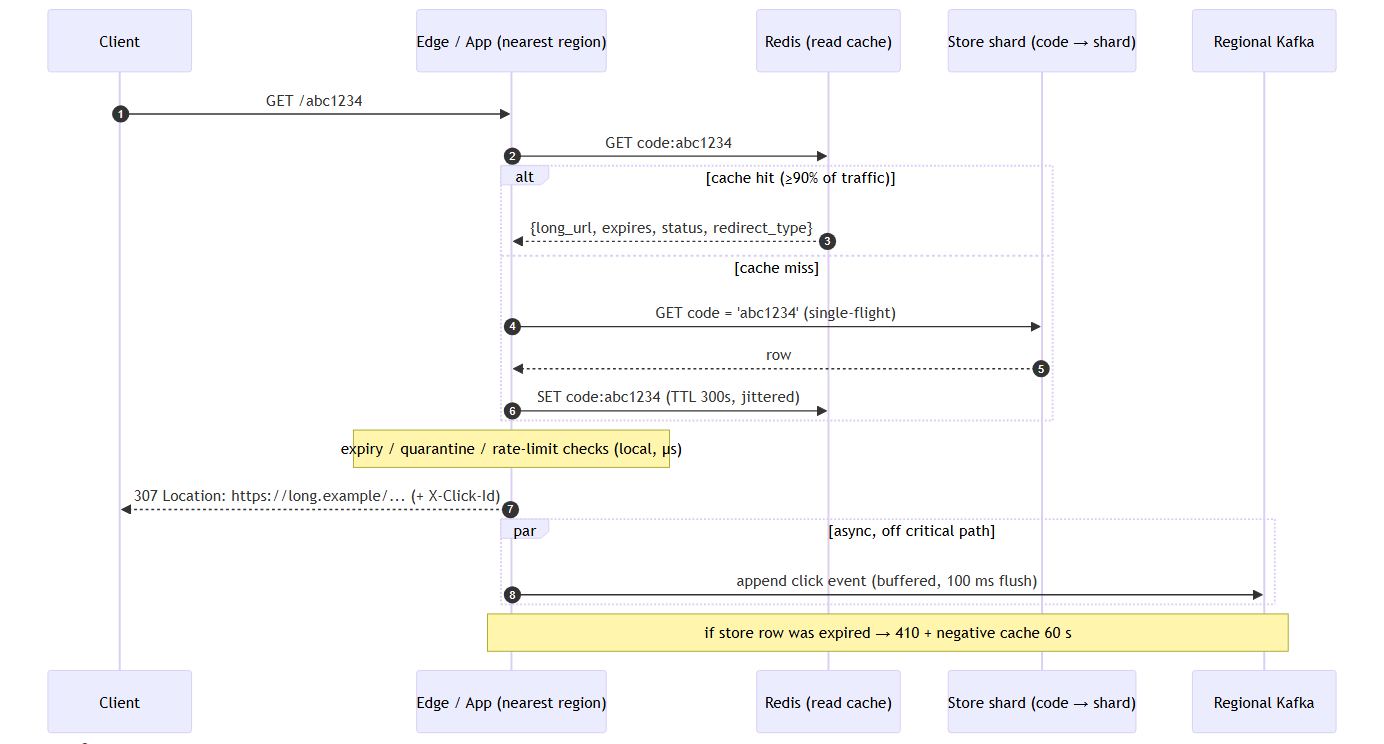 Client
Edge / App (nearest region)
Redis (read cache)
Store shard (code → shard)
Regional Kafka
GET /abc1234
1
GET code:abc1234
2
alt
[cache hit (≥90% of traffic)]
{long_url, expires, status, redirect_type}
3
[cache miss]
GET code = 'abc1234' (single-flight)
4
row
5
SET code:abc1234 (TTL 300s, jittered)
6
expiry / quarantine / rate-limit checks (local, µs)
307 Location: https://long.example/... (+ X-Click-Id)
7
par
[async, off critical path]
append click event (buffered, 100 ms flush)
8
if store row was expired → 410 + negative cache 60 s
Client
Edge / App (nearest region)
Redis (read cache)
Store shard (code → shard)
Regional Kafka